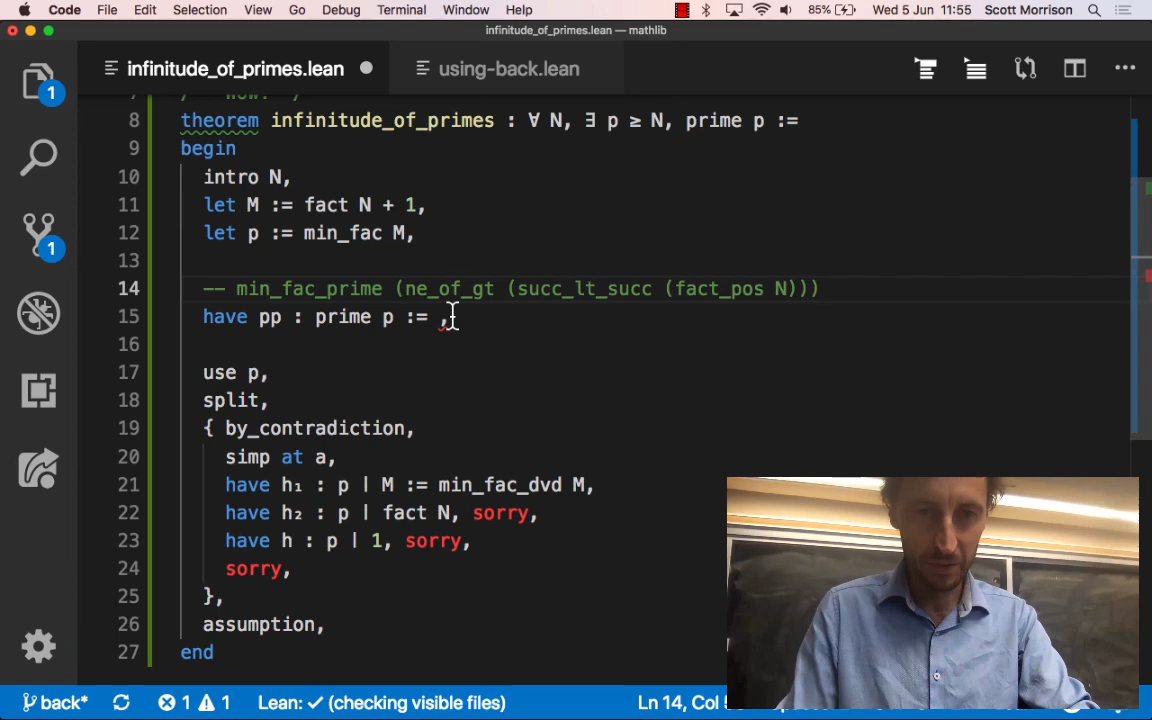 Code File Edit Selection View Go Debug Terminal Window Help 85% Wed 5 Jun 11:55 Scott Morrison
infinitude_of_primes.lean — mathlib
infinitude_of_primes.lean using-back.lean
8 theorem infinitude_of_primes : ∀ N, ∃ p ≥ N, prime p :=
9 begin
10 intro N,
11 let M := fact N + 1,
12 let p := min_fac M,
13
14 -- min_fac_prime (ne_of_gt (succ_lt_succ (fact_pos N)))
15 have pp : prime p := ,
16
17 use p,
18 split,
19 { by_contradiction,
20 simp at a,
21 have h₁ : p ∣ M := min_fac_dvd M,
22 have h₂ : p ∣ fact N, sorry,
23 have h : p ∣ 1, sorry,
24 sorry,
25 },
26 assumption,
27 end
1
1
back* 1 1 Lean: ✓ (checking visible files) Ln 14, Col